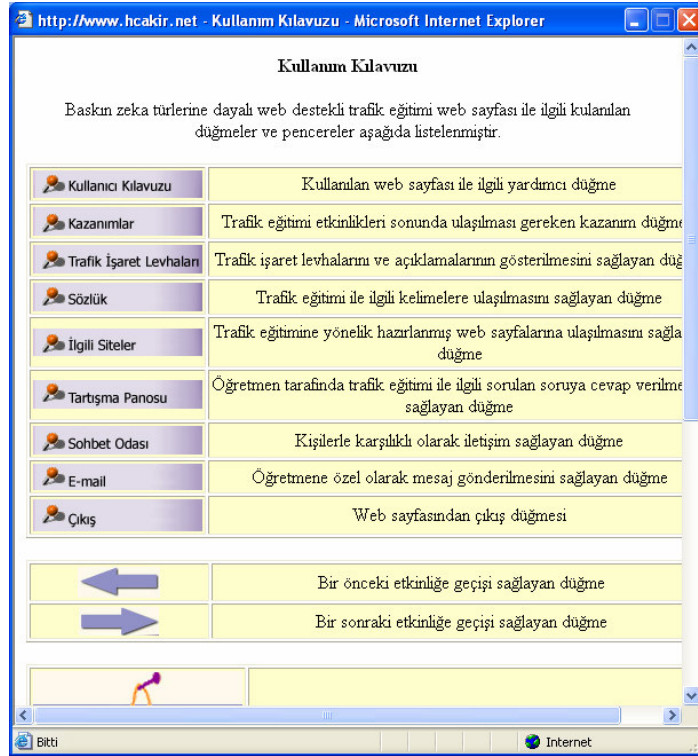 http://www.hcakir.net - Kullanım Kılavuzu - Microsoft Internet Explorer
Kullanım Kılavuzu
Baskın zeka türlerine dayalı web destekli trafik eğitimi web sayfası ile ilgili kulanılan
düğmeler ve pencereler aşağıda listelenmiştir.
Kullanıcı Kılavuzu Kullanılan web sayfası ile ilgili yardımcı düğme
Kazanımlar Trafik eğitimi etkinlikleri sonunda ulaşılması gereken kazanım düğme
Trafik İşaret Levhaları Trafik işaret levhalarını ve açıklamalarının gösterilmesini sağlayan düğ
Sözlük Trafik eğitimi ile ilgili kelimelere ulaşılmasını sağlayan düğme
İlgili Siteler Trafik eğitimine yönelik hazırlanmış web sayfalarına ulaşılmasını sağla
düğme
Tartışma Panosu Öğretmen tarafında trafik eğitimi ile ilgili sorulan soruya cevap verilme
sağlayan düğme
Sohbet Odası Kişilerle karşılıklı olarak iletişim sağlayan düğme
E-mail Öğretmene özel olarak mesaj gönderilmesini sağlayan düğme
Çıkış Web sayfasından çıkış düğmesi
Bir önceki etkinliğe geçişi sağlayan düğme
Bir sonraki etkinliğe geçişi sağlayan düğme
Bitti Internet